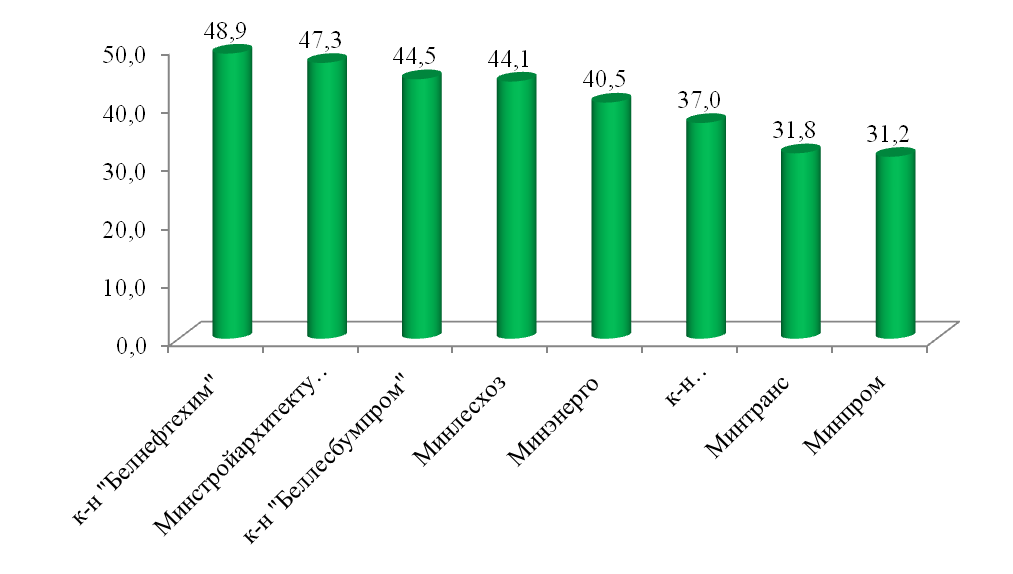 48,9
47,3
44,5
44,1
40,5
37,0
31,8
31,2
50,0
40,0
30,0
20,0
10,0
0,0
к-н "Белнефтехим"
Минстройархитекту..
к-н "Беллесбумпром"
Минлесхоз
Минэнерго
к-н..
Минтранс
Минпром